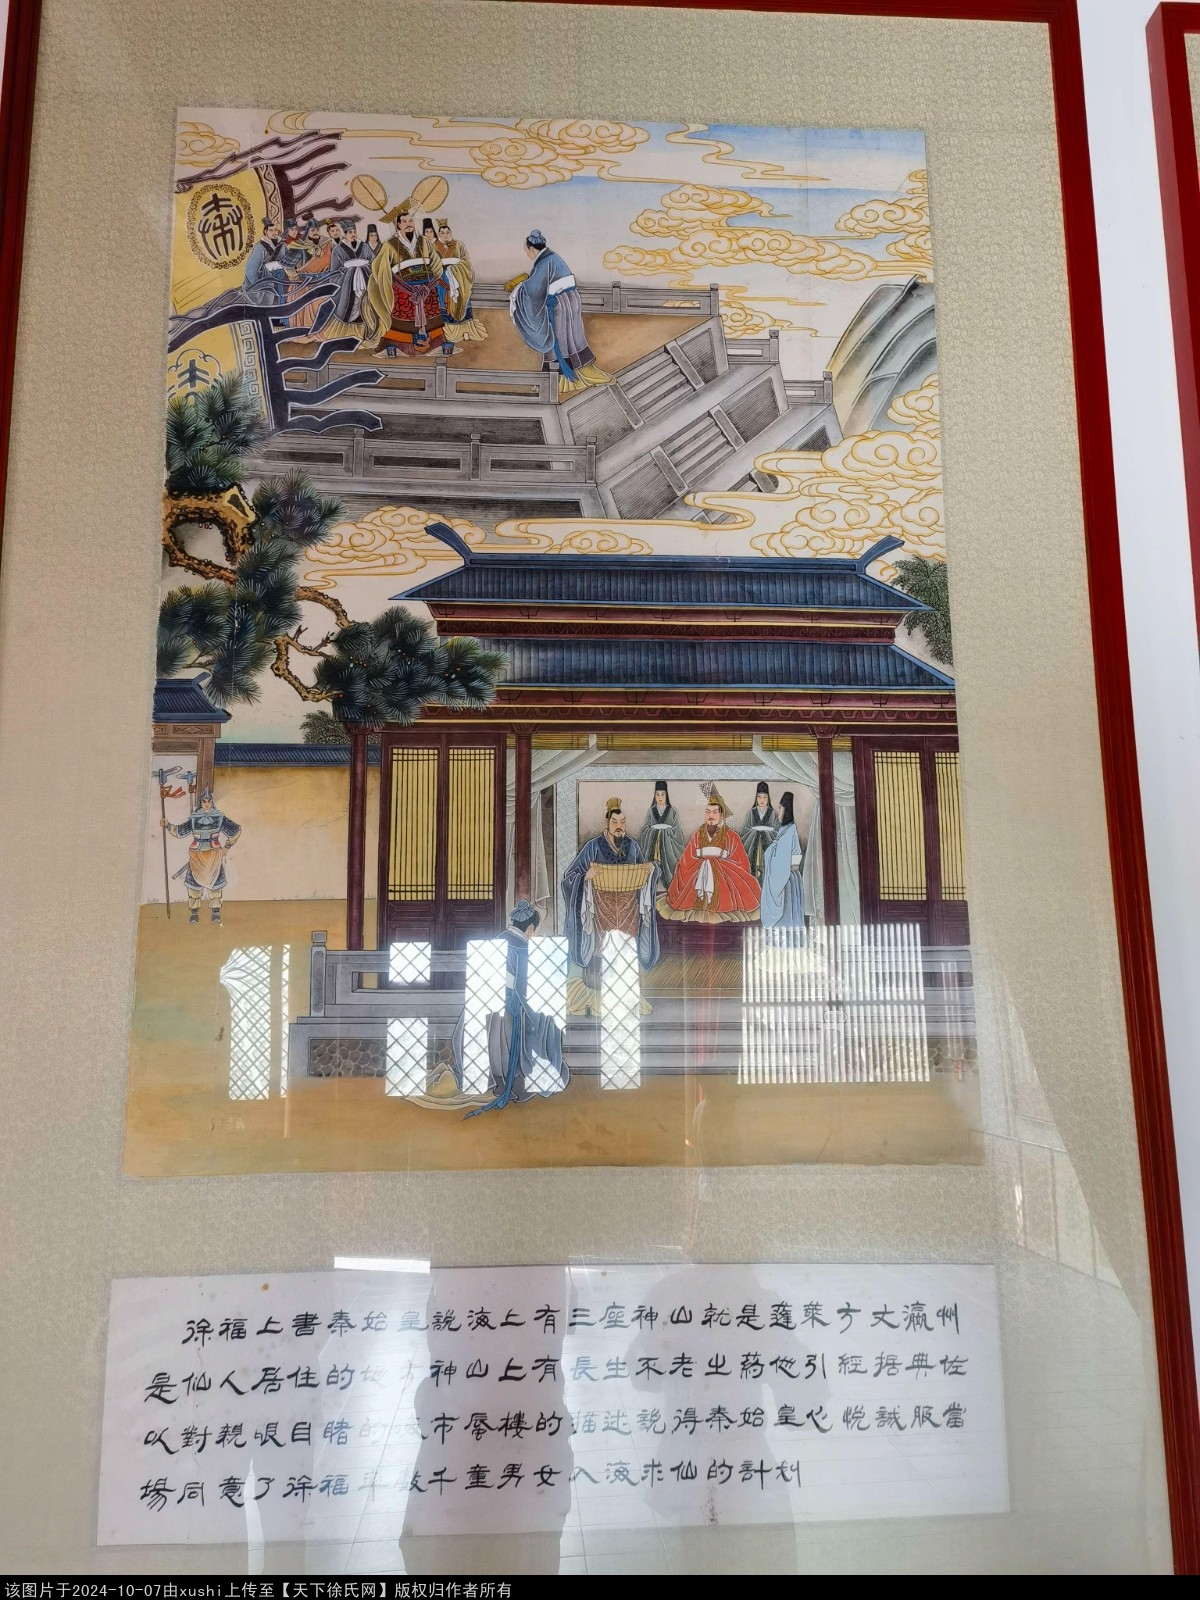 秦
徐福上書秦始皇說海上有三座神山就是蓬萊方丈瀛州
是仙人居住的地方神山上有長生不老之药他引經据典佐
以對親眼目睹的海市蜃樓的描述說得秦始皇心悅誠服當
場同意了徐福率數千童男女入海求仙的計划
该图片于2024-10-07由xushi上传至【天下徐氏网】版权归作者所有